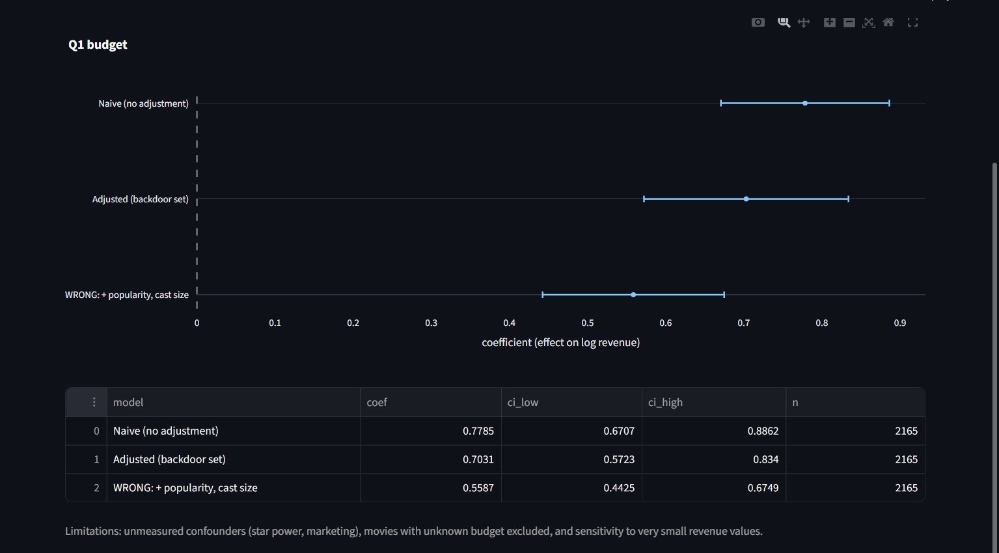 Q1 budget
Naive (no adjustment)
Adjusted (backdoor set)
WRONG: + popularity, cast size
0 0.1 0.2 0.3 0.4 0.5 0.6 0.7 0.8 0.9
coefficient (effect on log revenue)
model coef ci_low ci_high n
0 Naive (no adjustment) 0.7785 0.6707 0.8862 2165
1 Adjusted (backdoor set) 0.7031 0.5723 0.834 2165
2 WRONG: + popularity, cast size 0.5587 0.4425 0.6749 2165
Limitations: unmeasured confounders (star power, marketing), movies with unknown budget excluded, and sensitivity to very small revenue values.